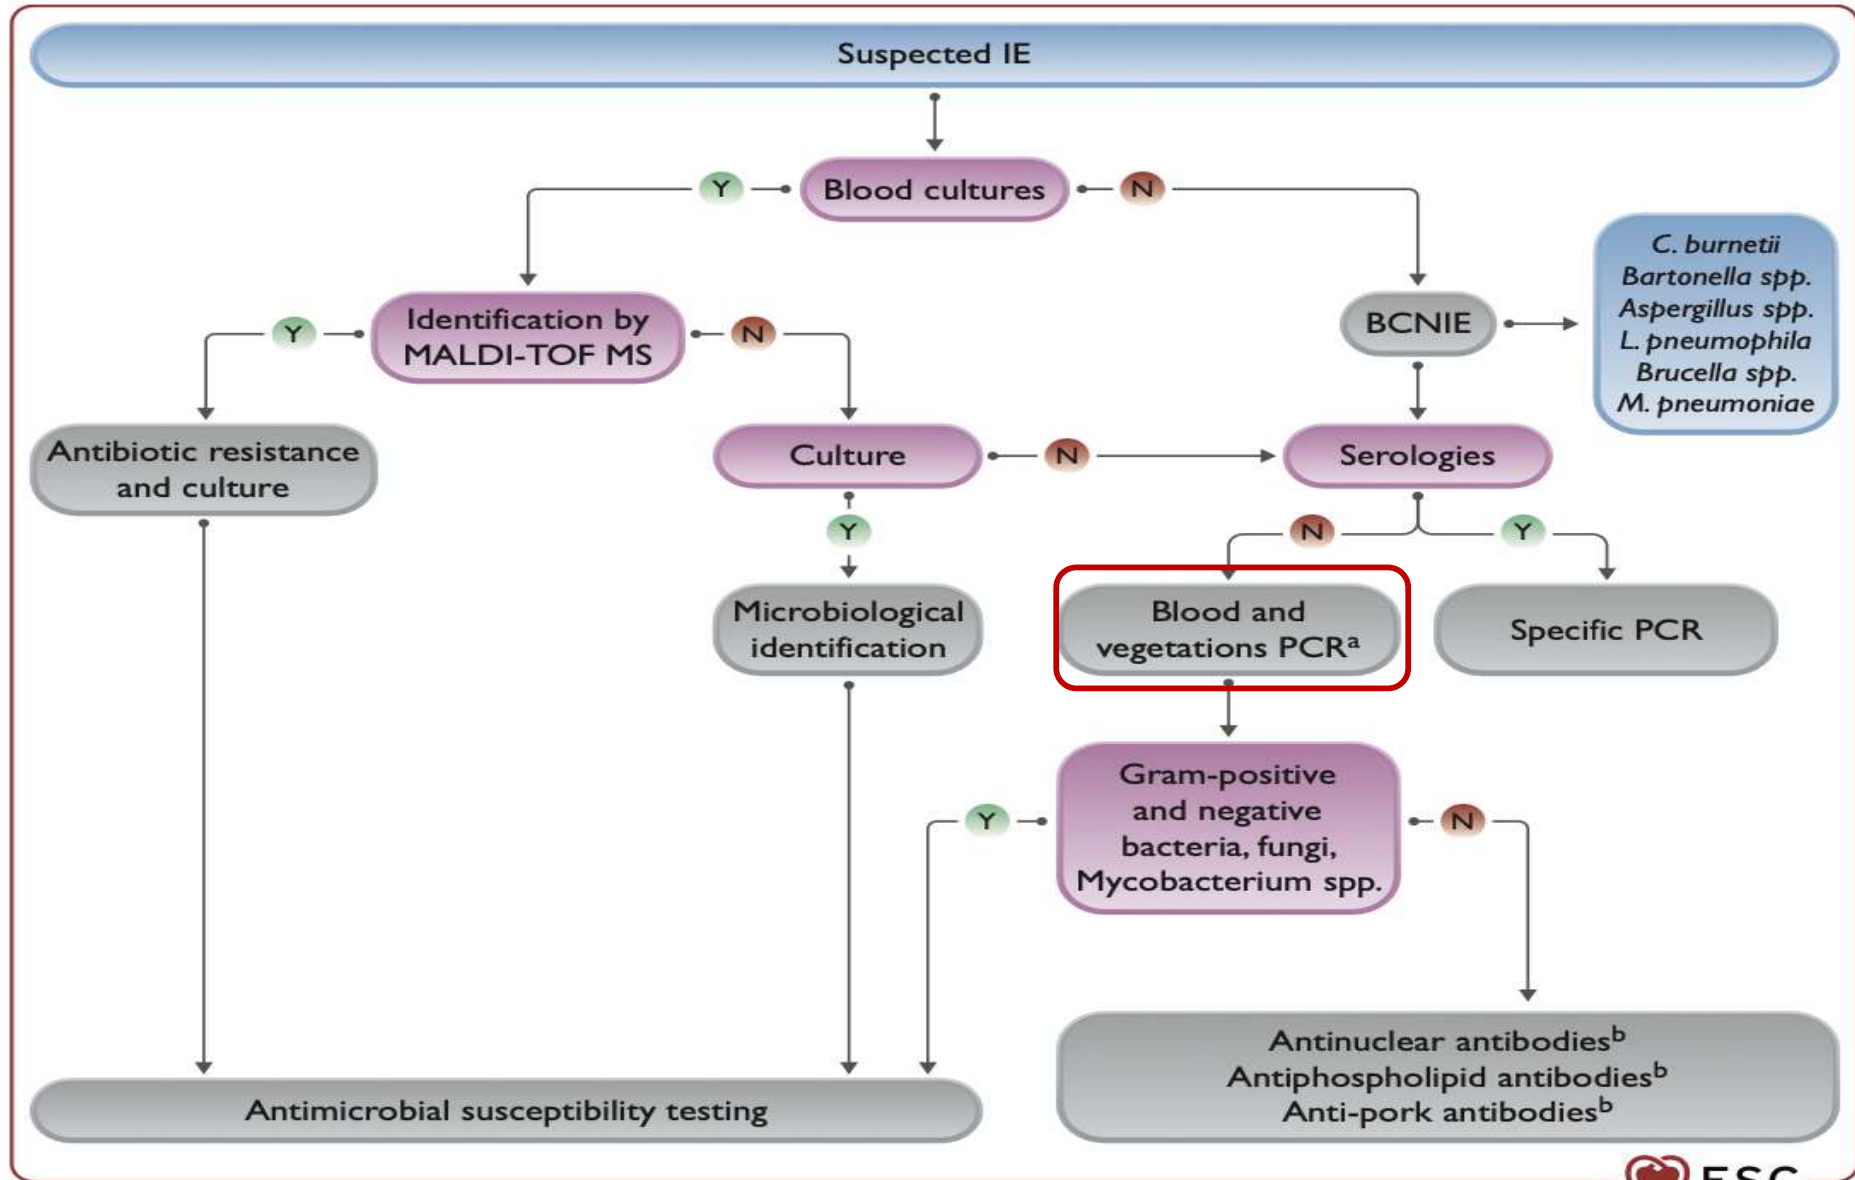 Suspected IE
Y
Blood cultures
N
C. burnetii
Bartonella spp.
Aspergillus spp.
L. pneumophila
Brucella spp.
M. pneumoniae
Y
Identification by
MALDI-TOF MS
N
BCNIE
Antibiotic resistance
and culture
Culture
N
Serologies
Y
N
Y
Microbiological
identification
Blood and
vegetations PCRᵃ
Specific PCR
Y
Gram-positive
and negative
bacteria, fungi,
Mycobacterium spp.
N
Antinuclear antibodiesᵇ
Antiphospholipid antibodiesᵇ
Anti-pork antibodiesᵇ
Antimicrobial susceptibility testing
ESC